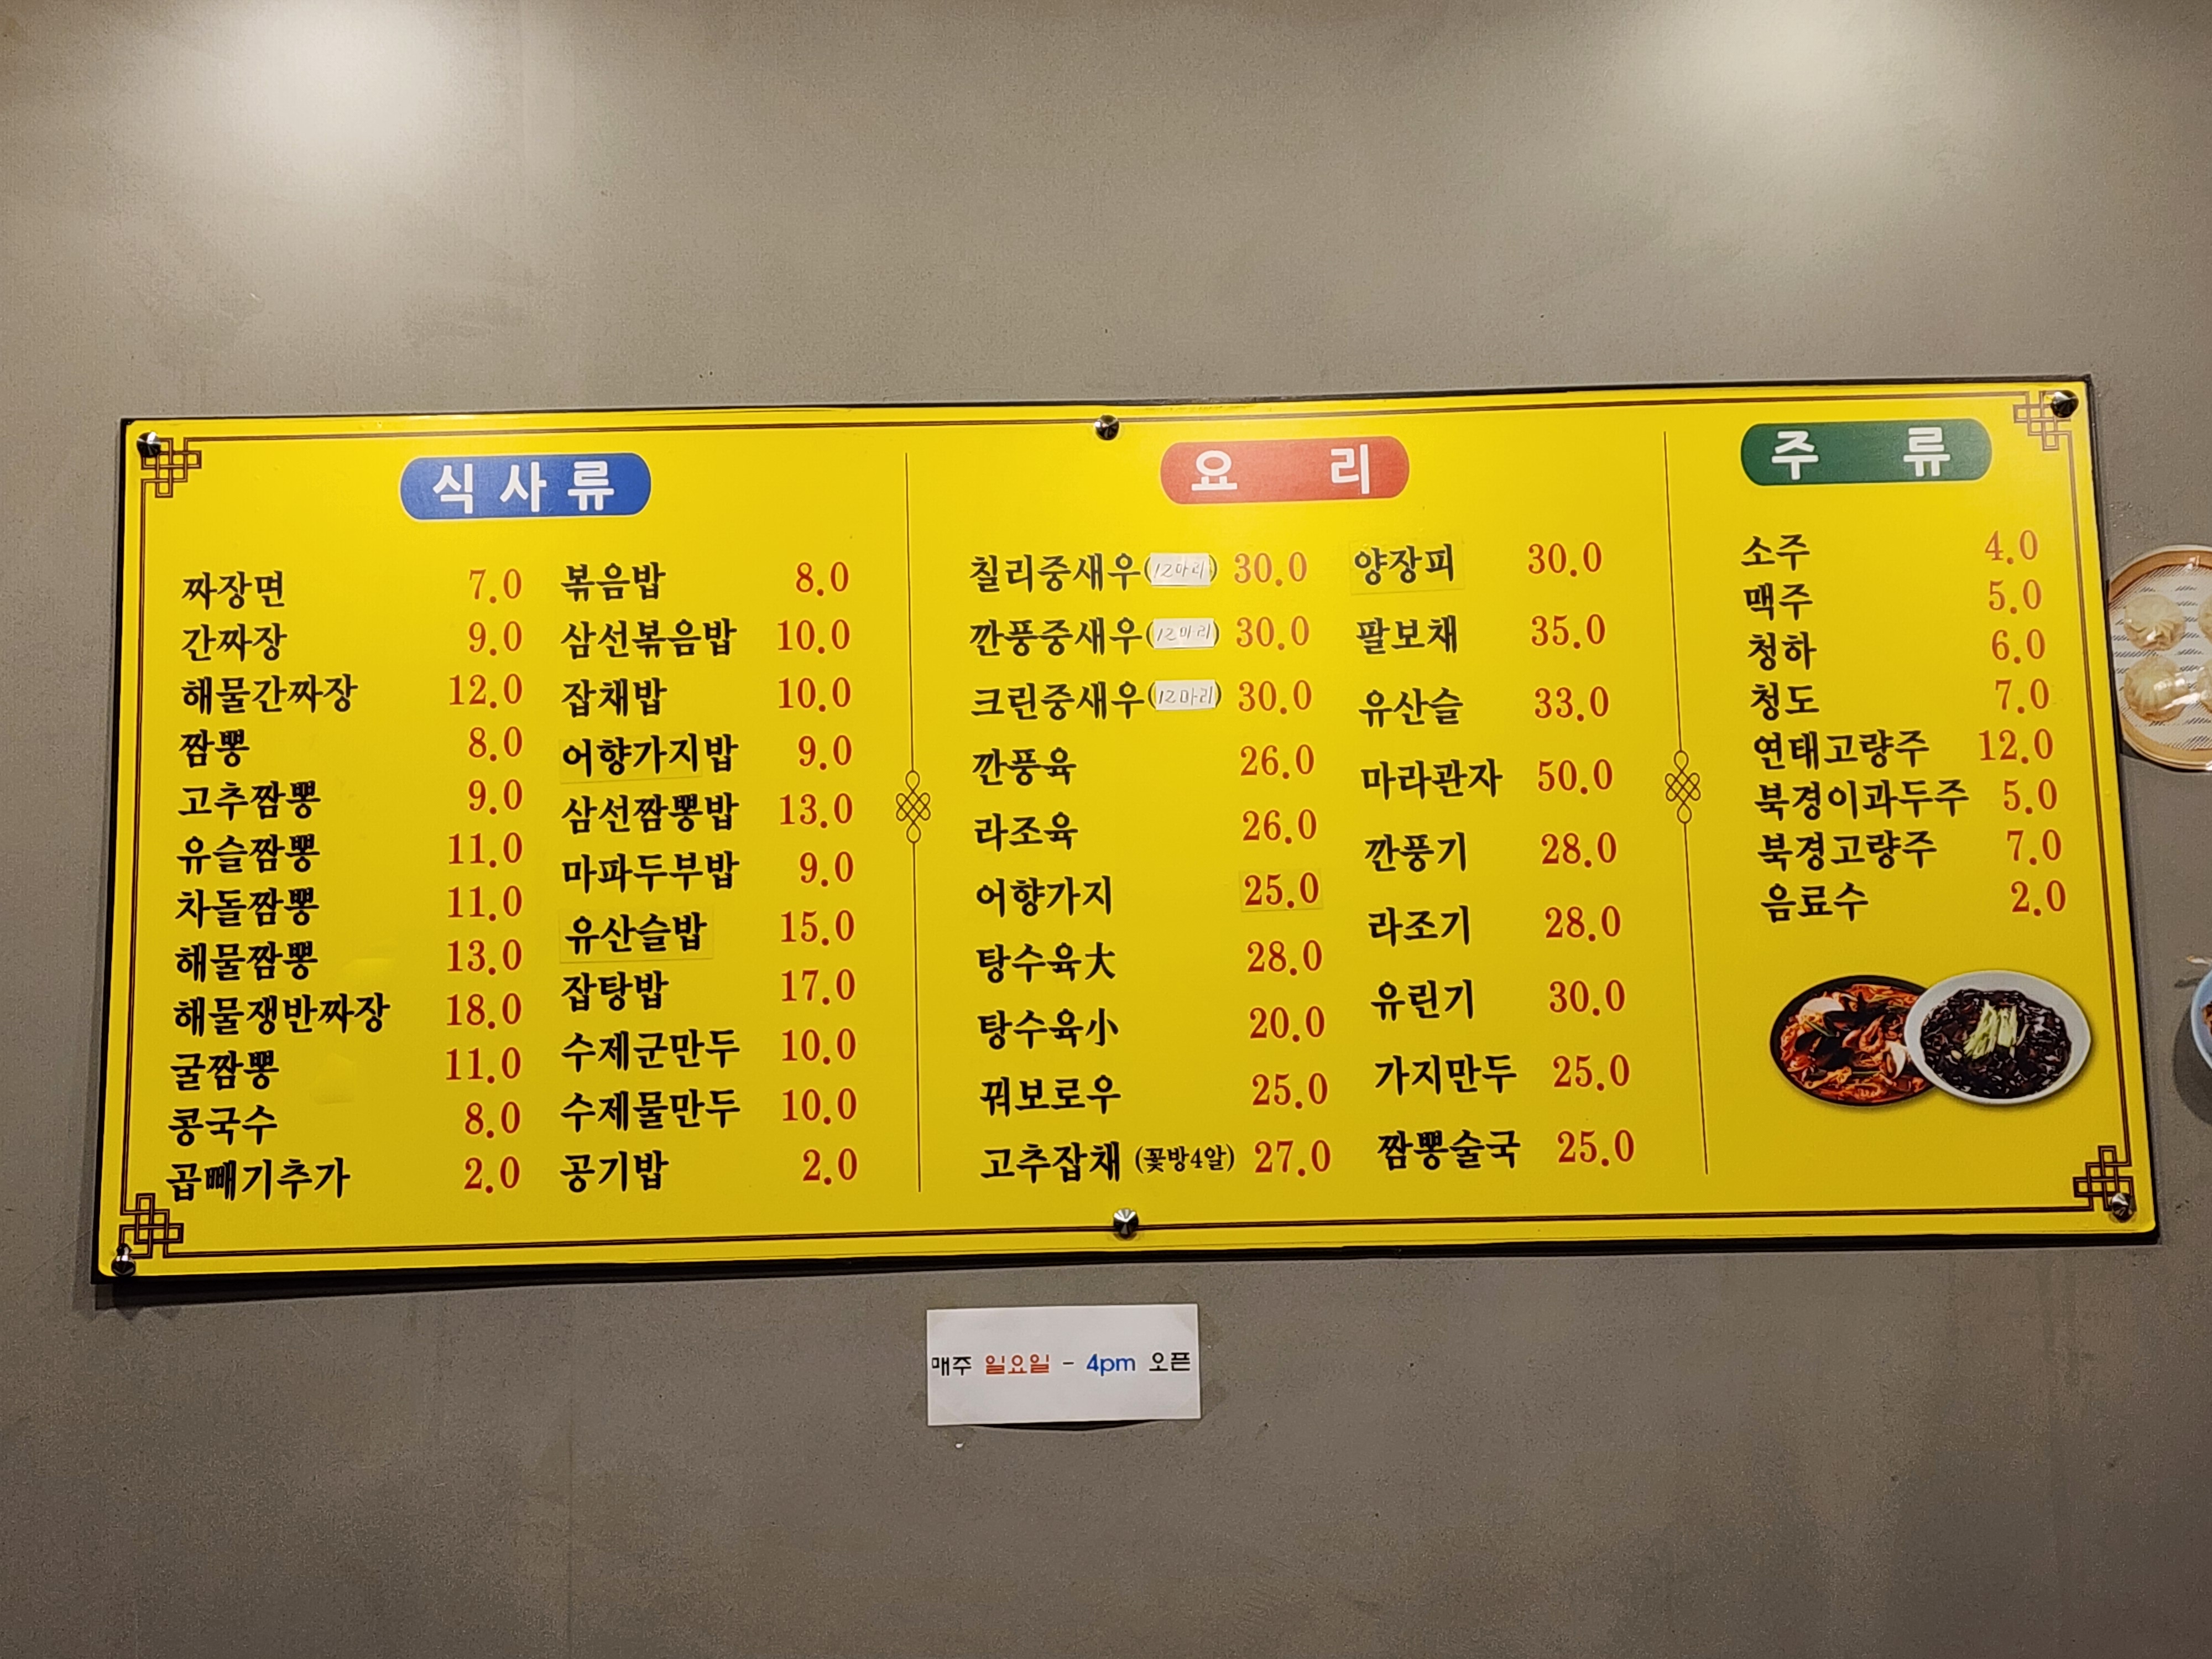 식사류
짜장면 7.0
간짜장 9.0
해물간짜장 12.0
짬뽕 8.0
고추짬뽕 9.0
유슬짬뽕 11.0
차돌짬뽕 11.0
해물짬뽕 13.0
해물쟁반짜장 18.0
굴짬뽕 11.0
콩국수 8.0
곱빼기추가 2.0
볶음밥 8.0
삼선볶음밥 10.0
잡채밥 10.0
어향가지밥 9.0
삼선짬뽕밥 13.0
마파두부밥 9.0
유산슬밥 15.0
잡탕밥 17.0
수제군만두 10.0
수제물만두 10.0
공기밥 2.0
요리
칠리중새우(12마리) 30.0
깐풍중새우(12마리) 30.0
크린중새우(12마리) 30.0
깐풍육 26.0
라조육 26.0
어향가지 25.0
탕수육大 28.0
탕수육小 20.0
꿔보로우 25.0
고추잡채 (꽃방4알) 27.0
양장피 30.0
팔보채 35.0
유산슬 33.0
마라관자 50.0
깐풍기 28.0
라조기 28.0
유린기 30.0
가지만두 25.0
짬뽕술국 25.0
주류
소주 4.0
맥주 5.0
청하 6.0
청도 7.0
연태고량주 12.0
북경이과두주 5.0
북경고량주 7.0
음료수 2.0
매주 일요일 - 4pm 오픈